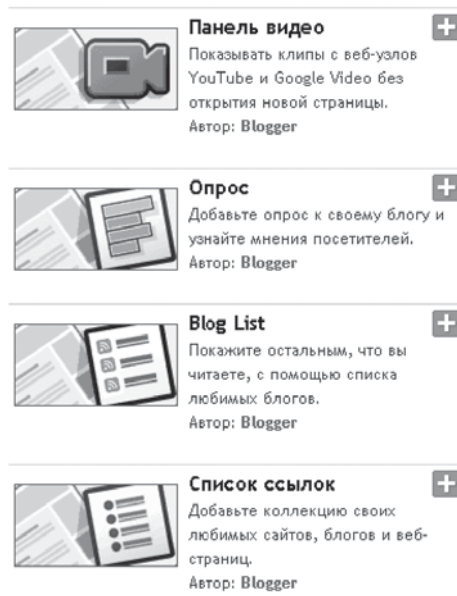 Панель видео
Показывать клипы с веб-узлов
YouTube и Google Video без
открытия новой страницы.
Автор: Blogger
Опрос
Добавьте опрос к своему блогу и
узнайте мнения посетителей.
Автор: Blogger
Blog List
Покажите остальным, что вы
читаете, с помощью списка
любимых блогов.
Автор: Blogger
Список ссылок
Добавьте коллекцию своих
любимых сайтов, блогов и веб-
страниц.
Автор: Blogger